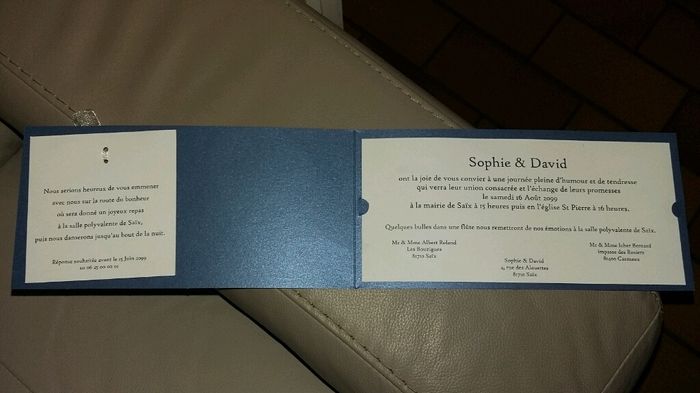 Nous serions heureux de vous emmener
avec nous sur la route du bonheur
où sera donné un joyeux repas
à la salle polyvalente de Saïx,
puis nous danserons jusqu'au bout de la nuit.
Réponse souhaitée avant le 15 Juin 2099
Sophie & David
ont la joie de vous convier à une journée pleine d'humour et de tendresse
qui verra leur union consacrée et l'échange de leurs promesses
le samedi 16 Août 2099
à la mairie de Saïx à 15 heures puis en l'église St Pierre à 16 heures.
Quelques bulles dans une flûte nous remettront de nos émotions à la salle polyvalente de Saïx.
Mr & Mme Albert Roland
Les Bourrigues
81710 Saïx
Sophie & David
4 rue des Alouettes
81710 Saïx
Mr & Mme Icher Bernard
impasse des Rosiers
81400 Carmaux